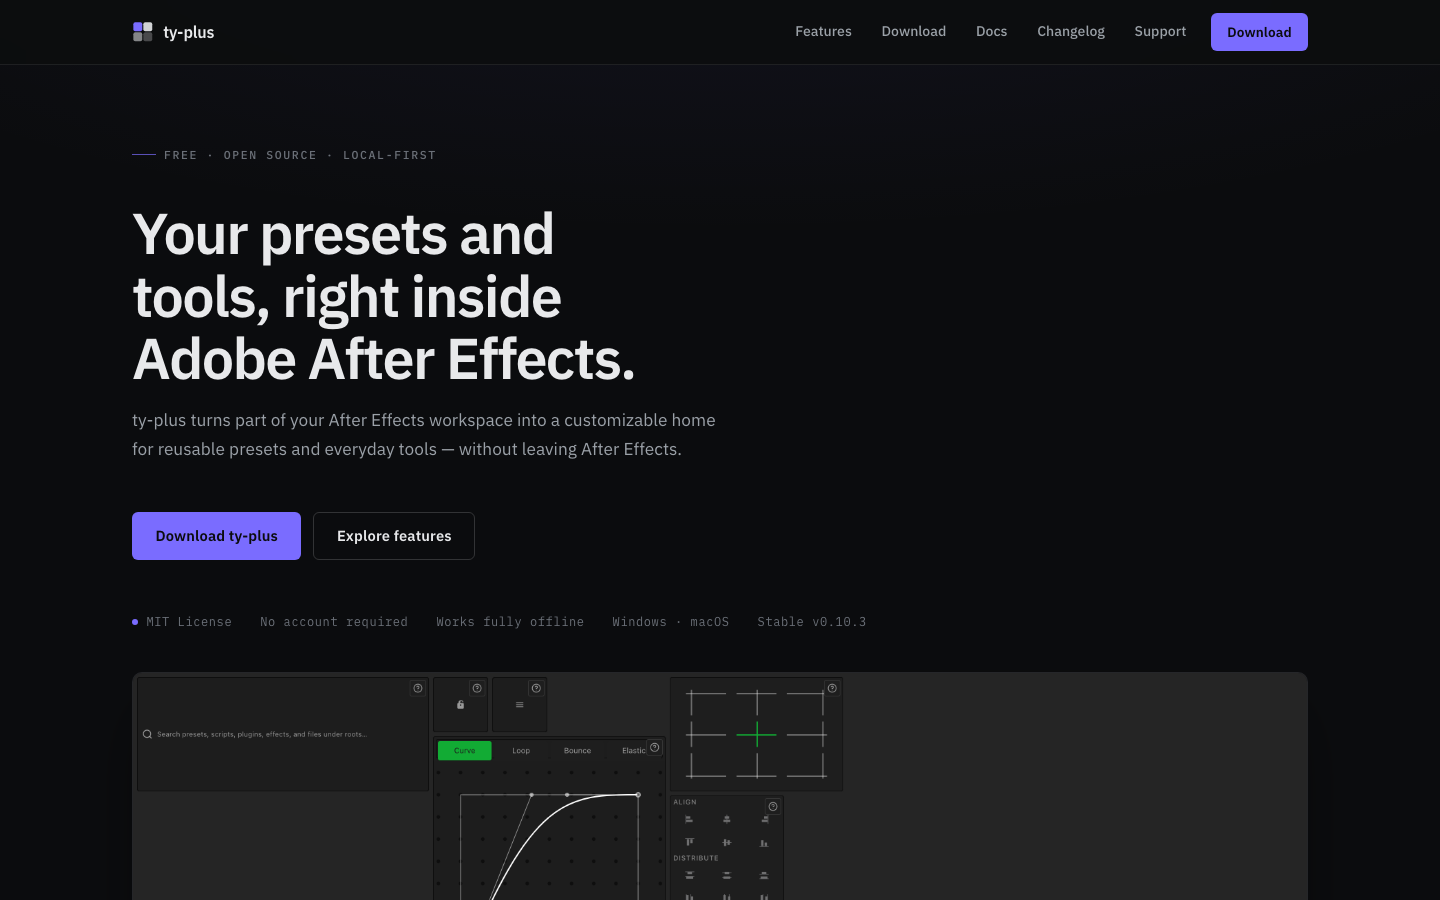 ty-plus
Features Download Docs Changelog Support Download
FREE · OPEN SOURCE · LOCAL-FIRST
Your presets and
tools, right inside
Adobe After Effects.
ty-plus turns part of your After Effects workspace into a customizable home
for reusable presets and everyday tools — without leaving After Effects.
Download ty-plus Explore features
MIT License No account required Works fully offline Windows · macOS Stable v0.10.3
Search presets, scripts, plugins, effects, and files under roots...
Curve Loop Bounce Elastic
ALIGN
DISTRIBUTE